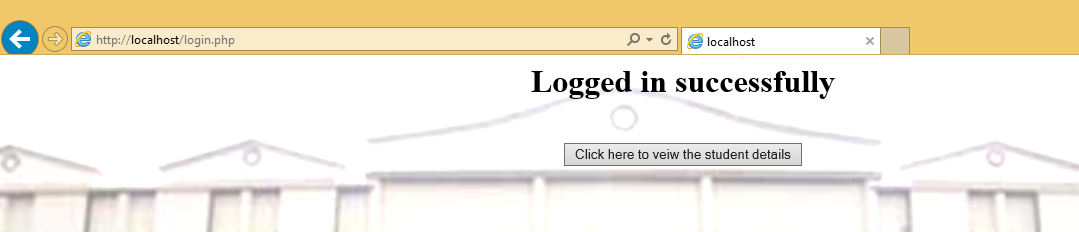 http://localhost/login.php
localhost
Logged in successfully
Click here to veiw the student details